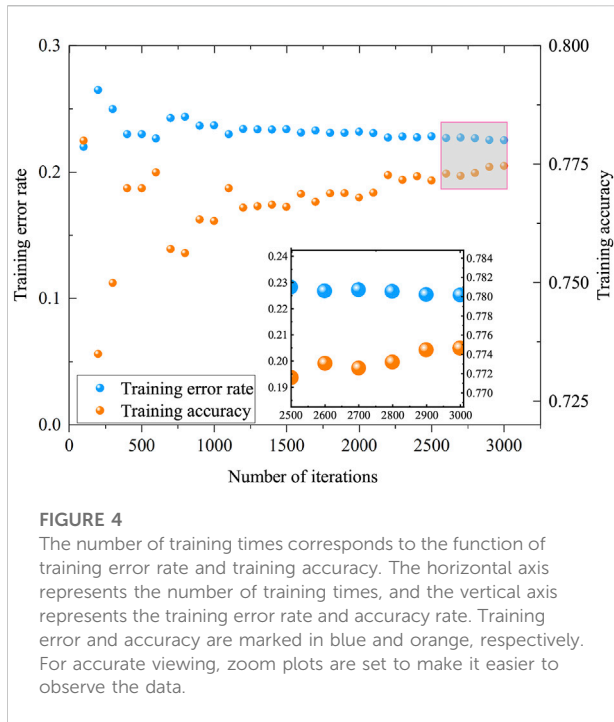 0.3
0.2
0.1
0.0
Training error rate
0.800
0.775
0.750
0.725
Training accuracy
0.24
0.23
0.22
0.21
0.20
0.19
0.784
0.782
0.780
0.778
0.776
0.774
0.772
0.770
2500 2600 2700 2800 2900 3000
Training error rate
Training accuracy
0 500 1000 1500 2000 2500 3000
Number of iterations
FIGURE 4
The number of training times corresponds to the function of
training error rate and training accuracy. The horizontal axis
represents the number of training times, and the vertical axis
represents the training error rate and accuracy rate. Training
error and accuracy are marked in blue and orange, respectively.
For accurate viewing, zoom plots are set to make it easier to
observe the data.